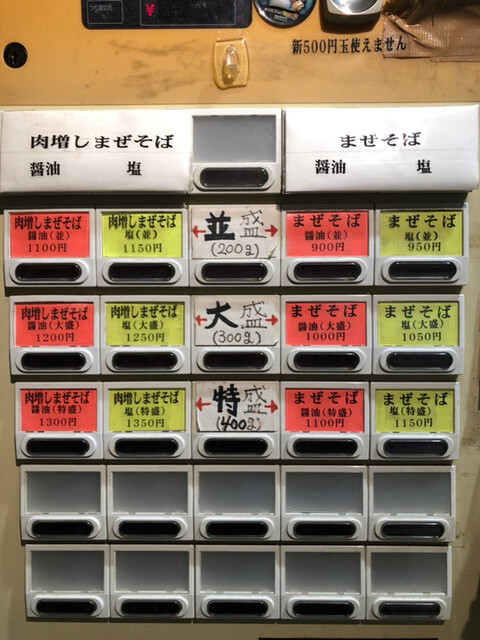 ¥
新500円玉使えません
肉増しまぜそば
醤油 塩
まぜそば
醤油 塩
肉増しまぜそば
醤油(並)
1100円
肉増しまぜそば
塩(並)
1150円
並盛
(200g)
まぜそば
醤油(並)
900円
まぜそば
塩(並)
950円
肉増しまぜそば
醤油(大盛)
1200円
肉増しまぜそば
塩(大盛)
1250円
大盛
(300g)
まぜそば
醤油(大盛)
1000円
まぜそば
塩(大盛)
1050円
肉増しまぜそば
醤油(特盛)
1300円
肉増しまぜそば
塩(特盛)
1350円
特盛
(400g)
まぜそば
醤油(特盛)
1100円
まぜそば
塩(特盛)
1150円